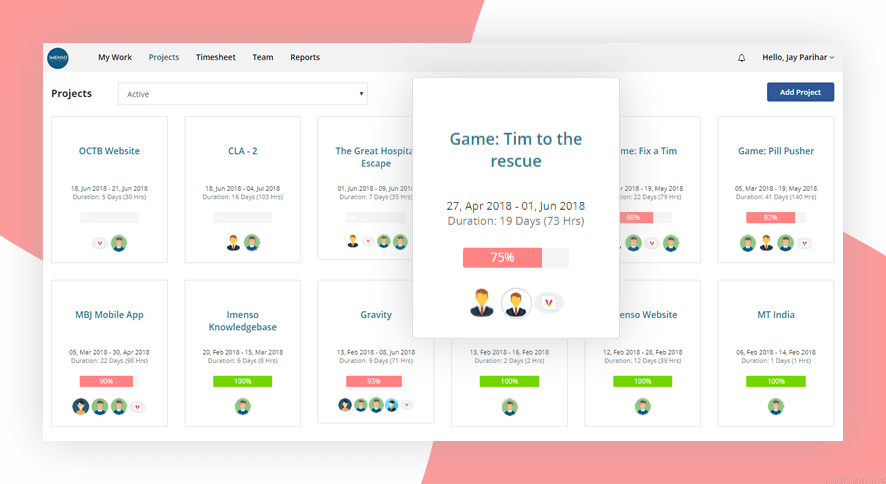 IMENSO
My Work
Projects
Timesheet
Team
Reports
Hello, Jay Parihar
Projects
Active
Add Project
OCTB Website
18, Jun 2018 - 21, Jun 2018
Duration: 5 Days (30 Hrs)
CLA - 2
18, Jun 2018 - 04, Jul 2018
Duration: 16 Days (103 Hrs)
The Great Hospita
Escape
01, Jun 2018 - 09, Jun 2018
Duration: 7 Days (35 Hrs)
Game: Tim to the
rescue
27, Apr 2018 - 01, Jun 2018
Duration: 19 Days (73 Hrs)
75%
me: Fix a Tim
2018 - 19, May 2018
22 Days (79 Hrs)
68%
Game: Pill Pusher
05, Mar 2018 - 19, May 2018
Duration: 41 Days (140 Hrs)
82%
MBJ Mobile App
05, Mar 2018 - 30, Apr 2018
Duration: 22 Days (98 Hrs)
90%
Imenso
Knowledgebase
20, Feb 2018 - 15, Mar 2018
Duration: 6 Days (8 Hrs)
100%
Gravity
13, Feb 2018 - 08, Jun 2018
Duration: 9 Days (71 Hrs)
93%
13, Feb 2018 - 16, Feb 2018
Duration: 2 Days (2 Hrs)
100%
enso Website
12, Feb 2018 - 28, Feb 2018
Duration: 12 Days (39 Hrs)
100%
MT India
06, Feb 2018 - 14, Feb 2018
Duration: 1 Days (1 Hrs)
100%